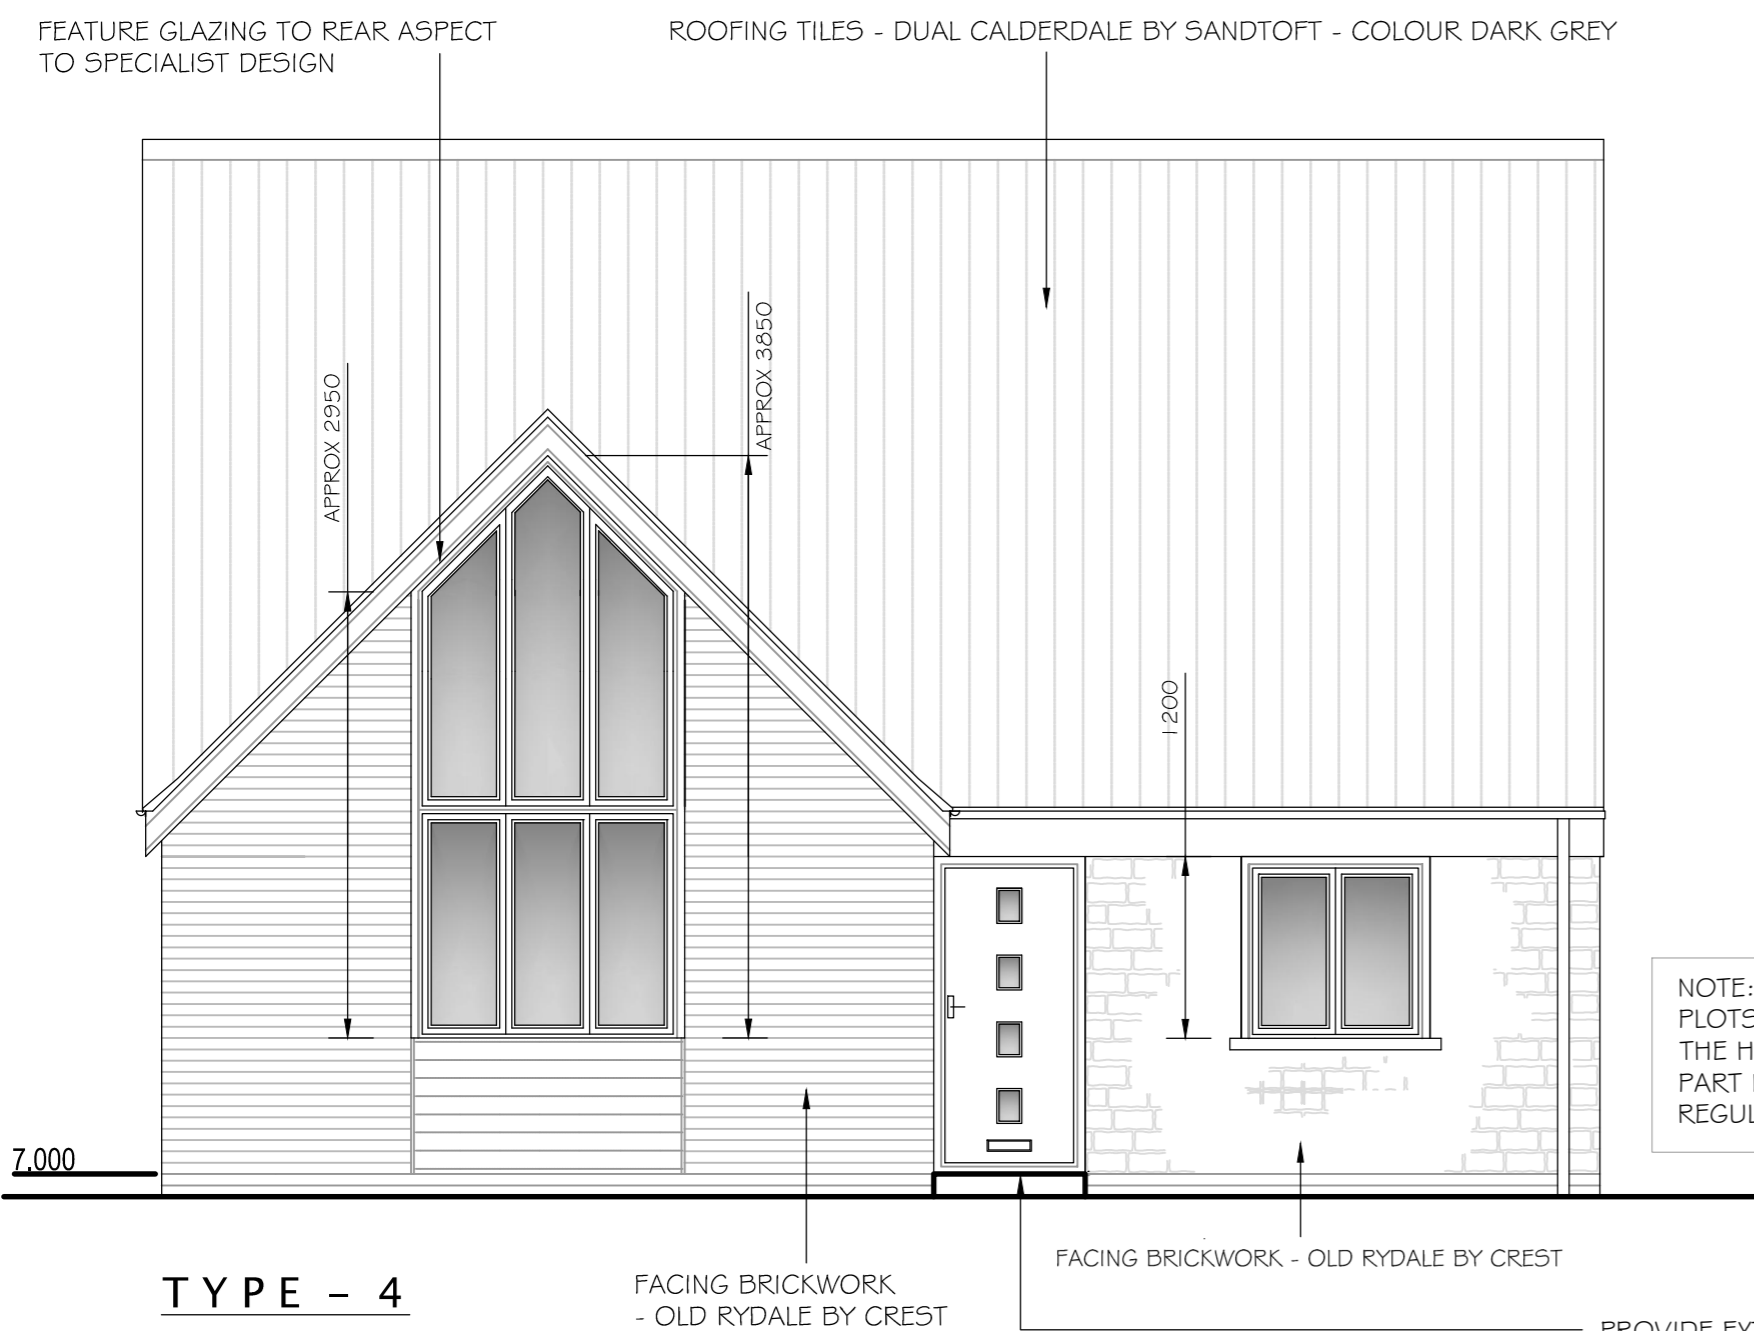 FEATURE GLAZING TO REAR ASPECT
TO SPECIALIST DESIGN
ROOFING TILES - DUAL CALDERDALE BY SANDTOFT - COLOUR DARK GREY
APPROX 2950
APPROX 3850
1200
NOTE:
PLOTS
THE H
PART
REGUL
7.000
FACING BRICKWORK - OLD RYDALE BY CREST
TYPE - 4
FACING BRICKWORK
- OLD RYDALE BY CREST
PROVIDE